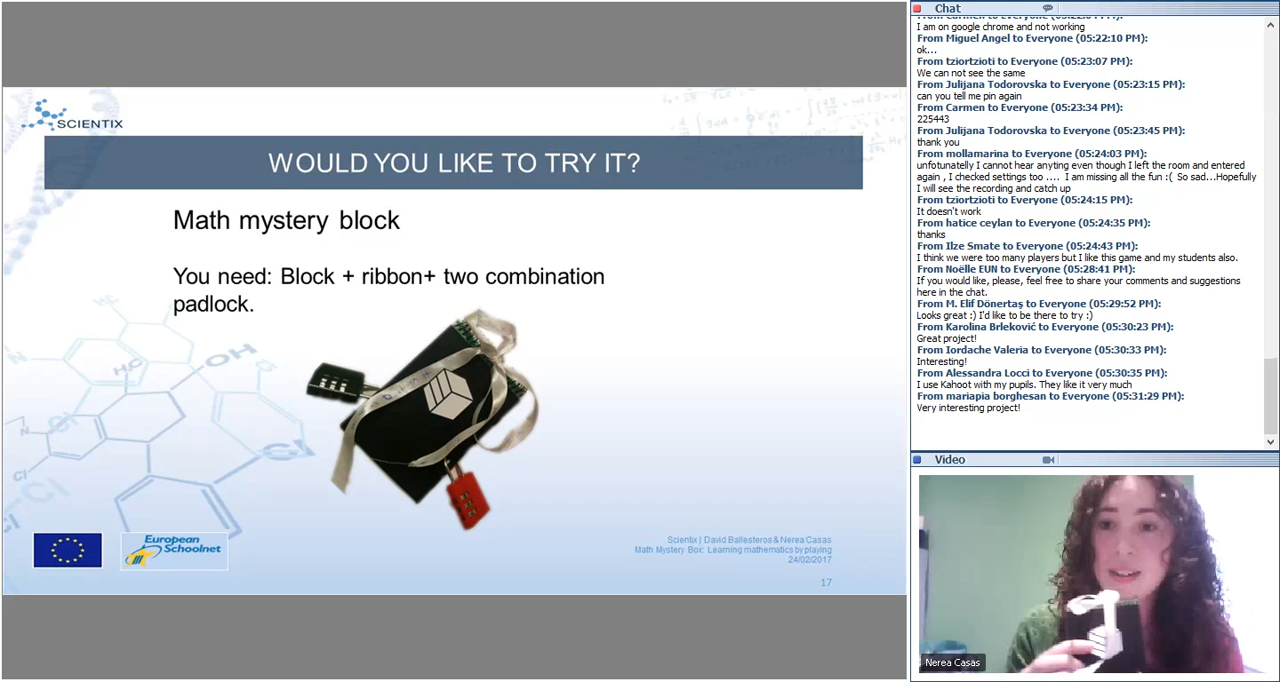 SCIENTIX
WOULD YOU LIKE TO TRY IT?
Math mystery block
You need: Block + ribbon+ two combination
padlock.
HC
OH
HC
N
N
Cl
Cl
Cl
European
Schoolnet
Scientix | David Ballesteros & Nerea Casas
Math Mystery Box: Learning mathematics by playing
24/02/2017
17
Chat
I am on google chrome and not working
From Miguel Angel to Everyone (05:22:10 PM):
ok...
From tziortzioti to Everyone (05:23:07 PM):
We can not see the same
From Julijana Todorovska to Everyone (05:23:15 PM):
can you tell me pin again
From Carmen to Everyone (05:23:34 PM):
225443
From Julijana Todorovska to Everyone (05:23:45 PM):
thank you
From mollamarina to Everyone (05:24:03 PM):
unfotunatelly I cannot hear anyting even though I left the room and entered
again , I checked settings too .... I am missing all the fun :( So sad...Hopefully
I will see the recording and catch up
From tziortzioti to Everyone (05:24:15 PM):
It doesn't work
From hatice ceylan to Everyone (05:24:35 PM):
thanks
From Ilze Smate to Everyone (05:24:43 PM):
I think we were too many players but I like this game and my students also.
From Noëlle EUN to Everyone (05:28:41 PM):
If you would like, please, feel free to share your comments and suggestions
here in the chat.
From M. Elif Dönertaş to Everyone (05:29:52 PM):
Looks great :) I'd like to be there to try :)
From Karolina Brleković to Everyone (05:30:23 PM):
Great project!
From Iordache Valeria to Everyone (05:30:33 PM):
Interesting!
From Alessandra Locci to Everyone (05:30:35 PM):
I use Kahoot with my pupils. They like it very much
From mariapia borghesan to Everyone (05:31:29 PM):
Very interesting project!
Video
Nerea Casas